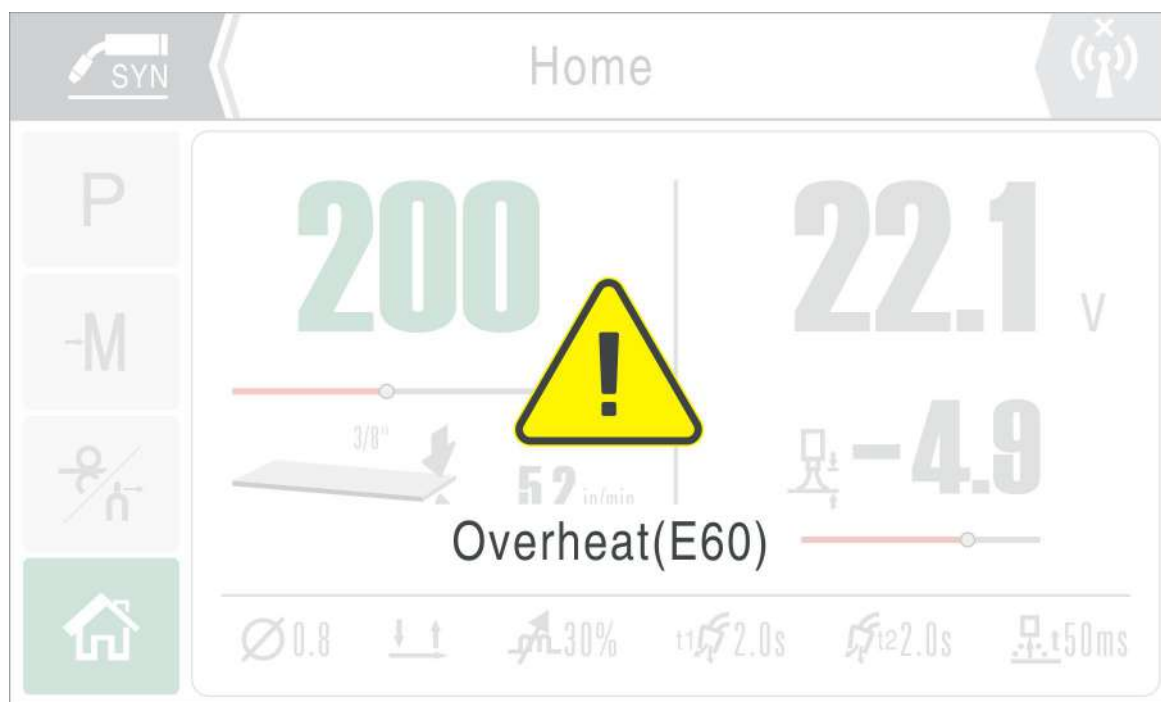 SYN
Home
P
200
22.1 V
-M
3/8"
52 in/min
-4.9
Overheat(E60)
0.8
30%
t1 2.0s
t2 2.0s
t 50ms